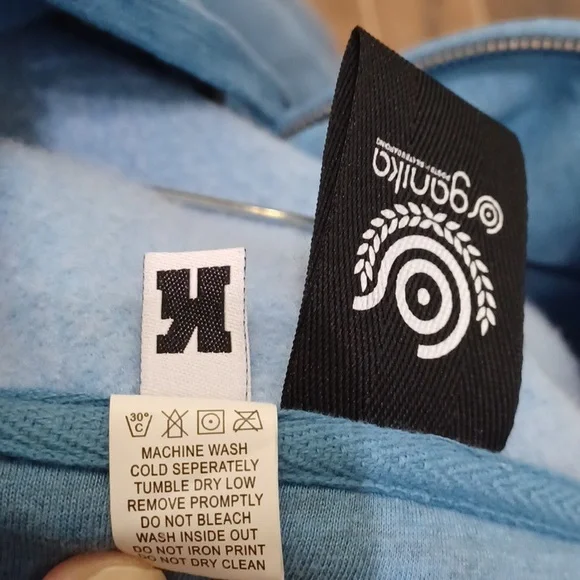 organika
K
30°
C
MACHINE WASH
COLD SEPERATELY
TUMBLE DRY LOW
REMOVE PROMPTLY
DO NOT BLEACH
WASH INSIDE OUT
DO NOT IRON PRINT
DO NOT DRY CLEAN